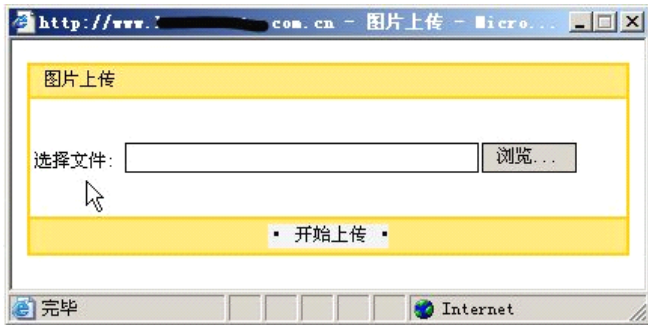 http://www. com.cn - 图片上传 - Micro...
图片上传
选择文件: 浏览...
▪ 开始上传 ▪
完毕 Internet